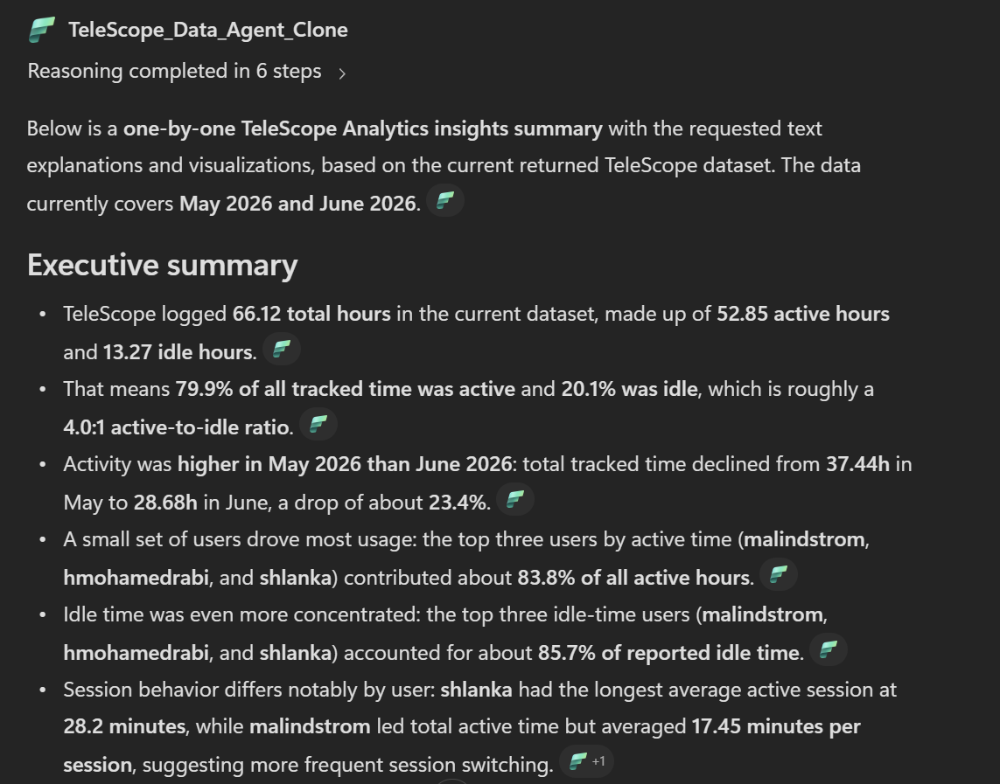 TeleScope_Data_Agent_Clone
Reasoning completed in 6 steps
Below is a one-by-one TeleScope Analytics insights summary with the requested text
explanations and visualizations, based on the current returned TeleScope dataset. The data
currently covers May 2026 and June 2026.
Executive summary
• TeleScope logged 66.12 total hours in the current dataset, made up of 52.85 active hours
and 13.27 idle hours.
• That means 79.9% of all tracked time was active and 20.1% was idle, which is roughly a
4.0:1 active-to-idle ratio.
• Activity was higher in May 2026 than June 2026: total tracked time declined from 37.44h in
May to 28.68h in June, a drop of about 23.4%.
• A small set of users drove most usage: the top three users by active time (malindstrom,
hmohamedrabi, and shlanka) contributed about 83.8% of all active hours.
• Idle time was even more concentrated: the top three idle-time users (malindstrom,
hmohamedrabi, and shlanka) accounted for about 85.7% of reported idle time.
• Session behavior differs notably by user: shlanka had the longest average active session at
28.2 minutes, while malindstrom led total active time but averaged 17.45 minutes per
session, suggesting more frequent session switching. +1